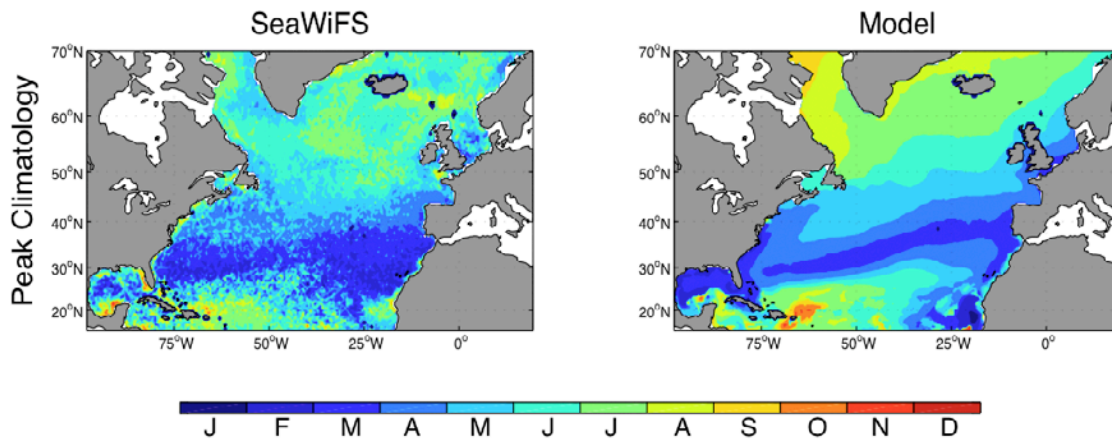 SeaWiFS
Model
Peak Climatology
70°N
60°N
50°N
40°N
30°N
20°N
75°W 50°W 25°W 0°
70°N
60°N
50°N
40°N
30°N
20°N
75°W 50°W 25°W 0°
J F M A M J J A S O N D